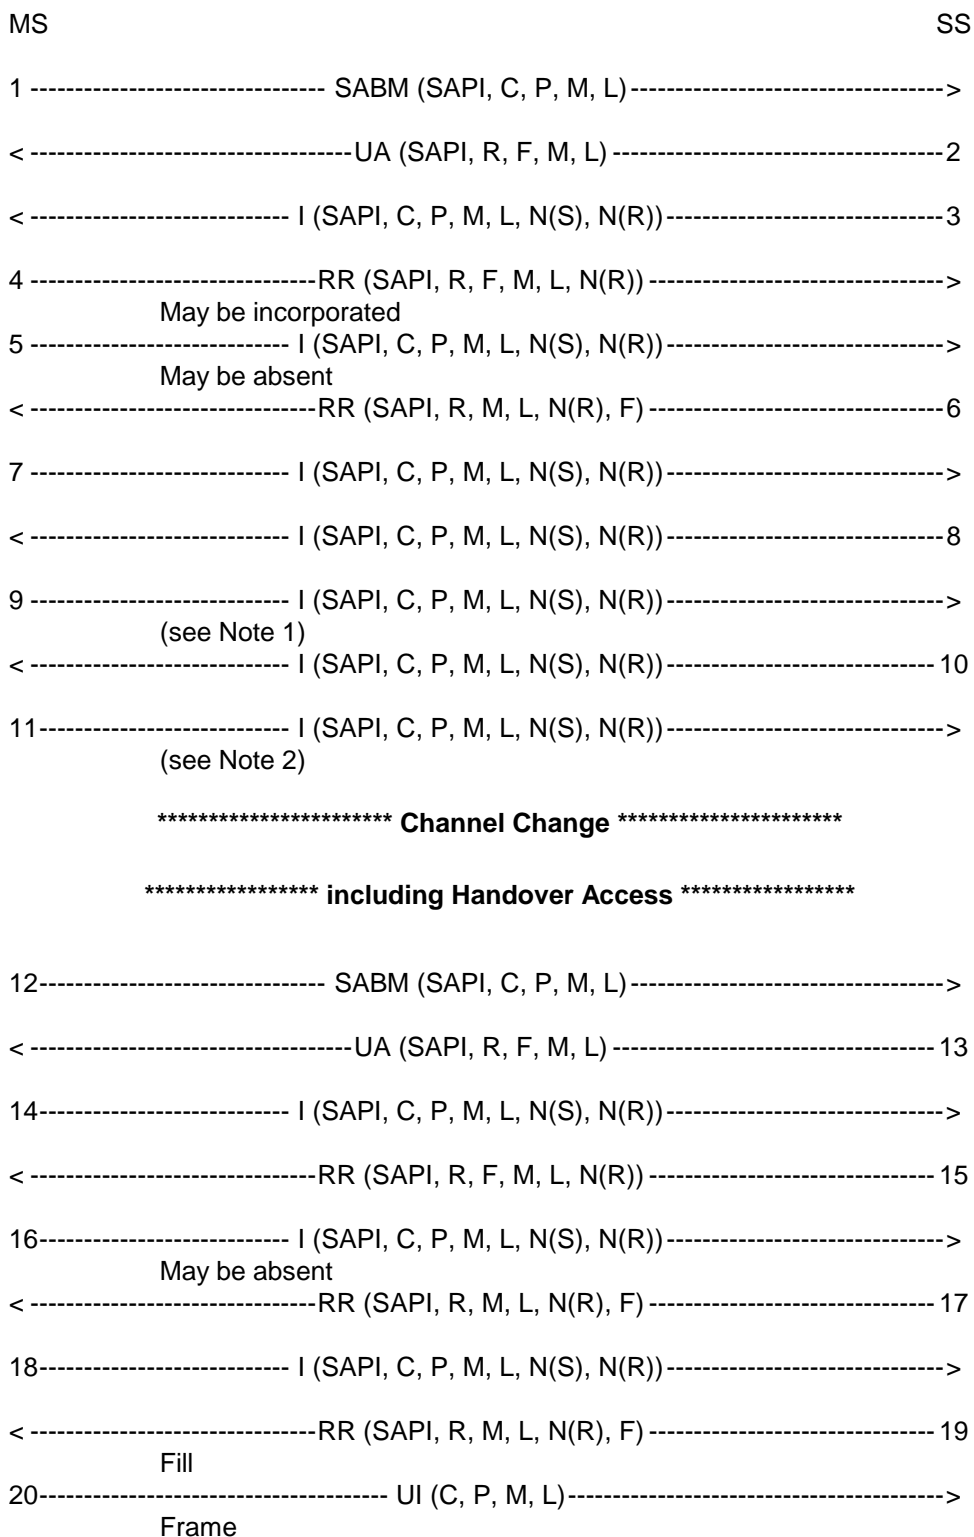 MS SS
1 --------------------------------- SABM (SAPI, C, P, M, L)----------------------------------->
< ------------------------------------UA (SAPI, R, F, M, L) -------------------------------------2
< ----------------------------- I (SAPI, C, P, M, L, N(S), N(R))-------------------------------3
4 --------------------------------RR (SAPI, R, F, M, L, N(R)) --------------------------------->
May be incorporated
5 ----------------------------- I (SAPI, C, P, M, L, N(S), N(R))------------------------------->
May be absent
< --------------------------------RR (SAPI, R, M, L, N(R), F) ---------------------------------6
7 ----------------------------- I (SAPI, C, P, M, L, N(S), N(R))------------------------------->
< ----------------------------- I (SAPI, C, P, M, L, N(S), N(R))-------------------------------8
9 ----------------------------- I (SAPI, C, P, M, L, N(S), N(R))------------------------------->
(see Note 1)
< ----------------------------- I (SAPI, C, P, M, L, N(S), N(R))------------------------------ 10
11---------------------------- I (SAPI, C, P, M, L, N(S), N(R))------------------------------->
(see Note 2)
*********************** Channel Change **********************
***************** including Handover Access *****************
12-------------------------------- SABM (SAPI, C, P, M, L)----------------------------------->
< ------------------------------------UA (SAPI, R, F, M, L) ------------------------------------ 13
14---------------------------- I (SAPI, C, P, M, L, N(S), N(R))------------------------------->
< --------------------------------RR (SAPI, R, F, M, L, N(R)) -------------------------------- 15
16---------------------------- I (SAPI, C, P, M, L, N(S), N(R))------------------------------->
May be absent
< --------------------------------RR (SAPI, R, M, L, N(R), F) -------------------------------- 17
18---------------------------- I (SAPI, C, P, M, L, N(S), N(R))------------------------------->
< --------------------------------RR (SAPI, R, M, L, N(R), F) -------------------------------- 19
Fill
20--------------------------------------- UI (C, P, M, L)------------------------------------------>
Frame